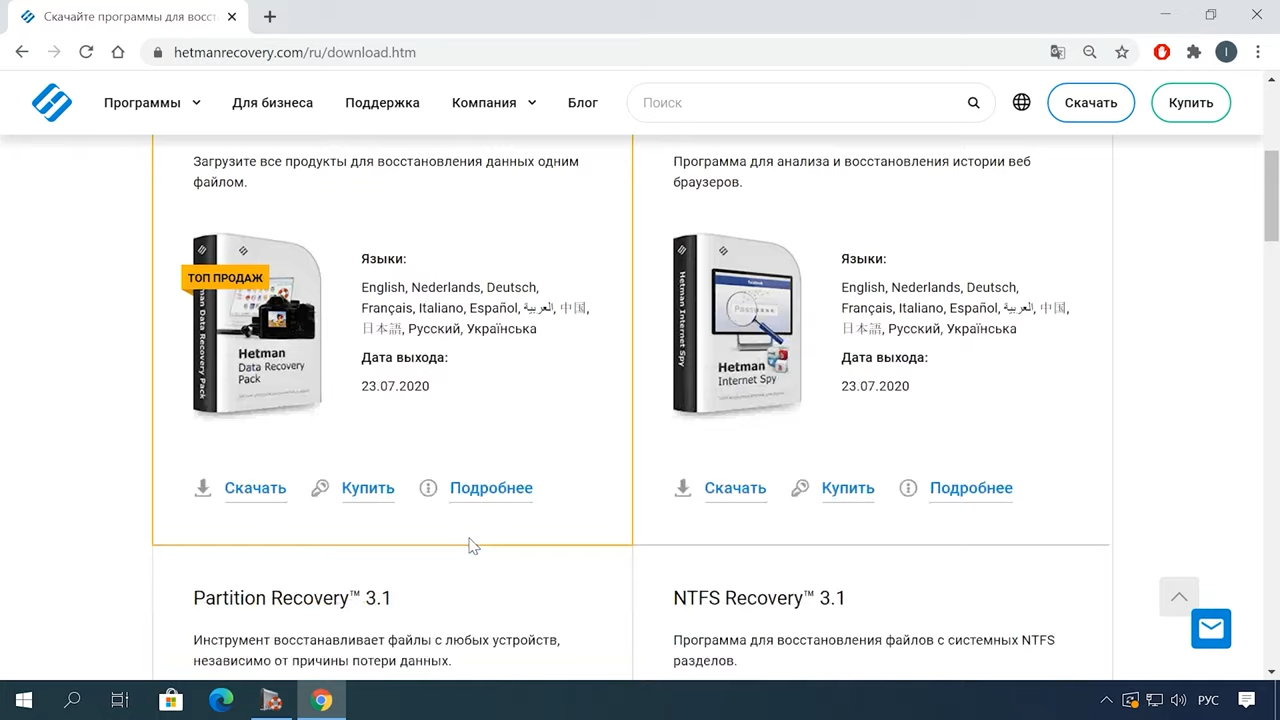 Скачайте программы для восст
hetmanrecovery.com/ru/download.htm
I
Программы
Для бизнеса
Поддержка
Компания
Блог
Поиск
Скачать
Купить
Загрузите все продукты для восстановления данных одним
файлом.
ТОП ПРОДАЖ
Hetman Data Recovery Pack
Hetman
Data Recovery
Pack
Языки:
English, Nederlands, Deutsch,
Français, Italiano, Español, العربية, 中国,
日本語, Русский, Українська
Дата выхода:
23.07.2020
Скачать
Купить
Подробнее
Программа для анализа и восстановления истории веб
браузеров.
Hetman Internet Spy
facebook
Hetman
Internet Spy
Языки:
English, Nederlands, Deutsch,
Français, Italiano, Español, العربية, 中国,
日本語, Русский, Українська
Дата выхода:
23.07.2020
Скачать
Купить
Подробнее
Partition Recovery™ 3.1
Инструмент восстанавливает файлы с любых устройств,
независимо от причины потери данных.
NTFS Recovery™ 3.1
Программа для восстановления файлов с системных NTFS
разделов.
РУС